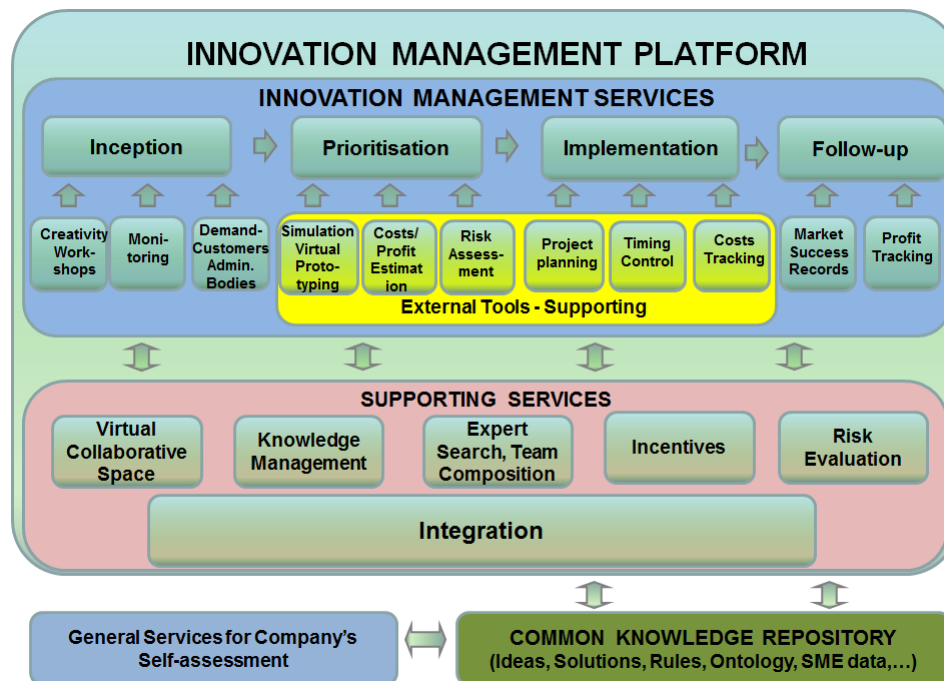 INNOVATION MANAGEMENT PLATFORM
INNOVATION MANAGEMENT SERVICES
Inception
Prioritisation
Implementation
Follow-up
Creativity
Work-
shops
Moni-
toring
Demand-
Customers
Admin.
Bodies
Simulation
Virtual
Proto-
typing
Costs/
Profit
Estimat
ion
Risk
Assess-
ment
Project
planning
Timing
Control
Costs
Tracking
Market
Success
Records
Profit
Tracking
External Tools - Supporting
SUPPORTING SERVICES
Virtual
Collaborative
Space
Knowledge
Management
Expert
Search, Team
Composition
Incentives
Risk
Evaluation
Integration
General Services for Company's
Self-assessment
COMMON KNOWLEDGE REPOSITORY
(Ideas, Solutions, Rules, Ontology, SME data,...)